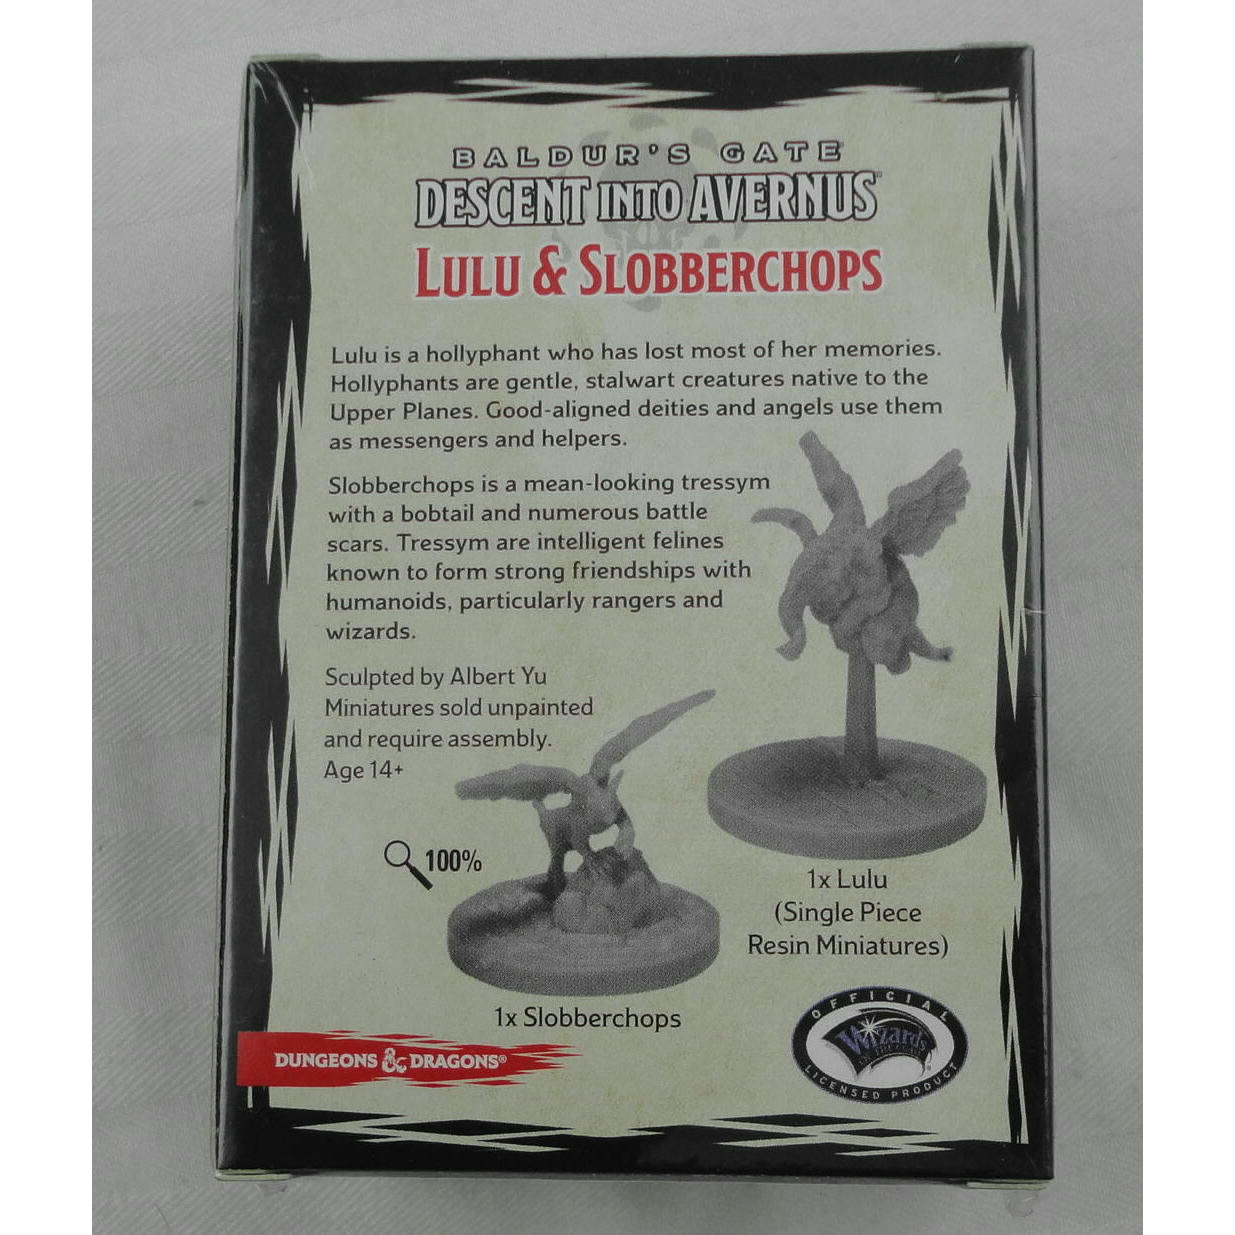 BALDUR'S GATE
DESCENT INTO AVERNUS
LULU & SLOBBERCHOPS
Lulu is a hollyphant who has lost most of her memories.
Hollyphants are gentle, stalwart creatures native to the
Upper Planes. Good-aligned deities and angels use them
as messengers and helpers.
Slobberchops is a mean-looking tressym
with a bobtail and numerous battle
scars. Tressym are intelligent felines
known to form strong friendships with
humanoids, particularly rangers and
wizards.
Sculpted by Albert Yu
Miniatures sold unpainted
and require assembly.
Age 14+
100%
1x Lulu
(Single Piece
Resin Miniatures)
1x Slobberchops
DUNGEONS & DRAGONS®
OFFICIAL
Wizards
LICENSED PRODUCT